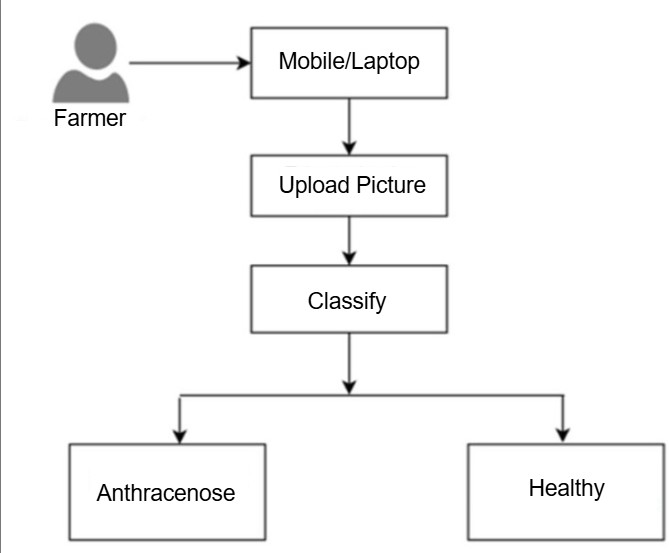 Mobile/Laptop
Farmer
Upload Picture
Classify
Anthracenose
Healthy